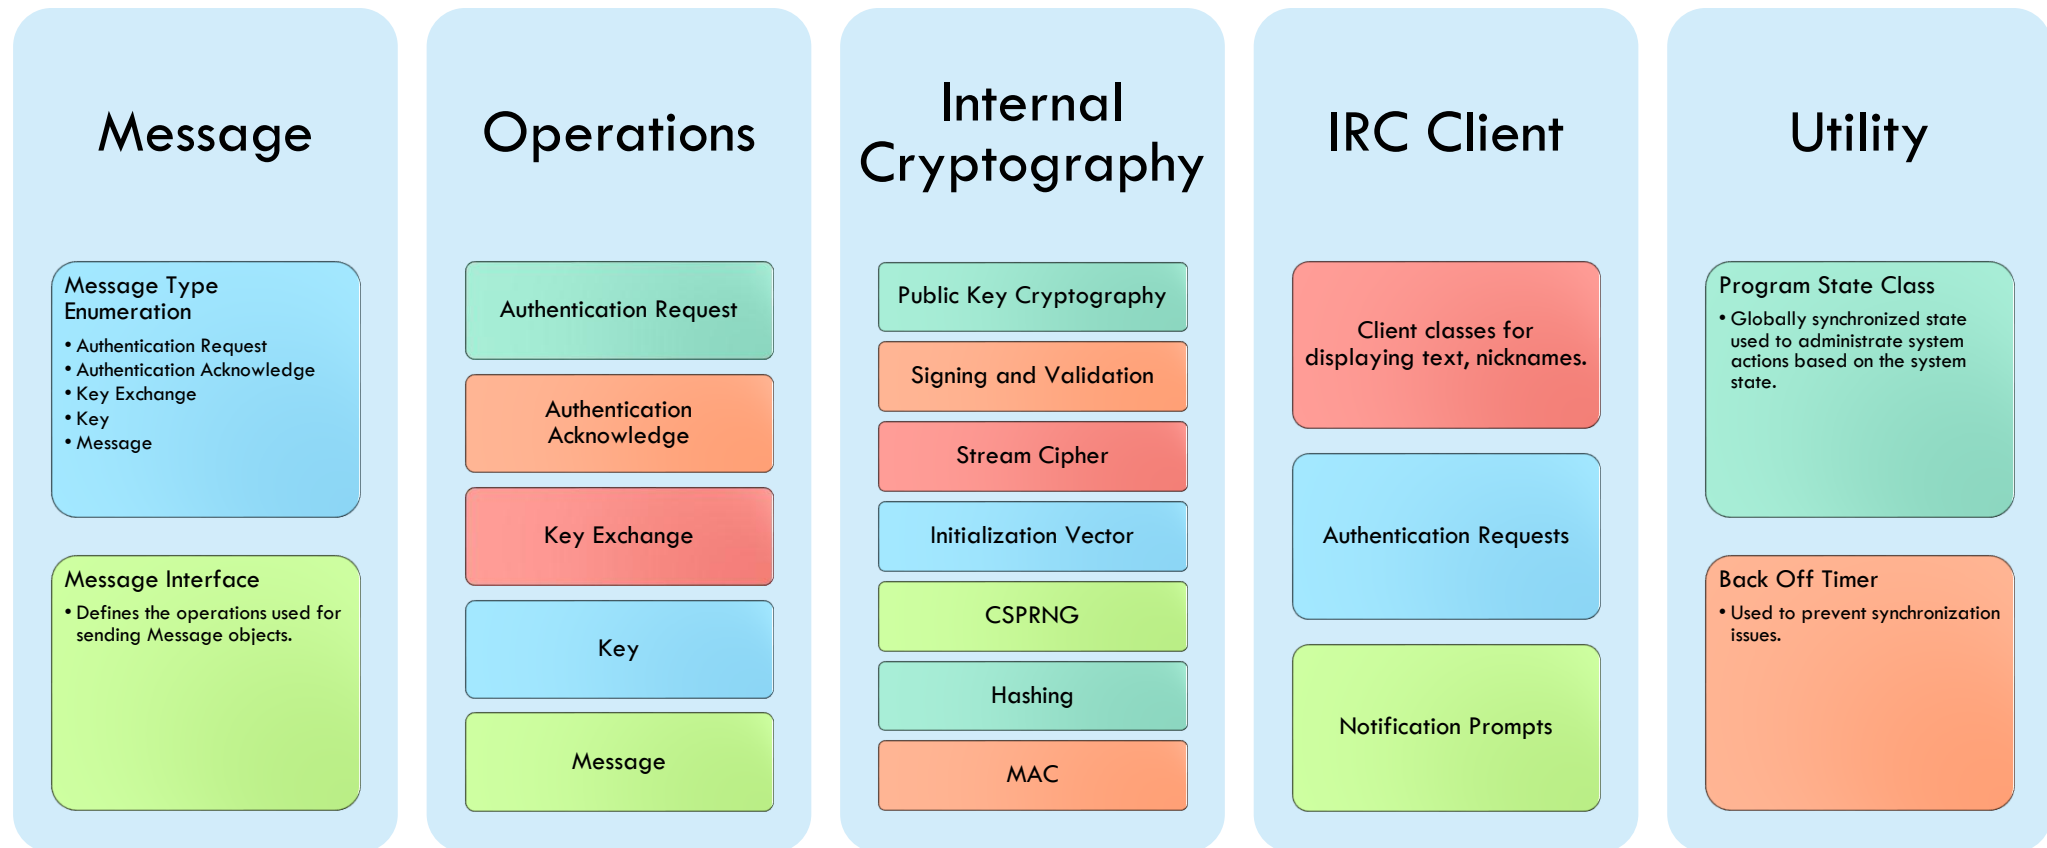 Message
Message Type
Enumeration
• Authentication Request
• Authentication Acknowledge
• Key Exchange
• Key
• Message
Message Interface
• Defines the operations used for
sending Message objects.
Operations
Authentication Request
Authentication
Acknowledge
Key Exchange
Key
Message
Internal
Cryptography
Public Key Cryptography
Signing and Validation
Stream Cipher
Initialization Vector
CSPRNG
Hashing
MAC
IRC Client
Client classes for
displaying text, nicknames.
Authentication Requests
Notification Prompts
Utility
Program State Class
• Globally synchronized state
used to administrate system
actions based on the system
state.
Back Off Timer
• Used to prevent synchronization
issues.